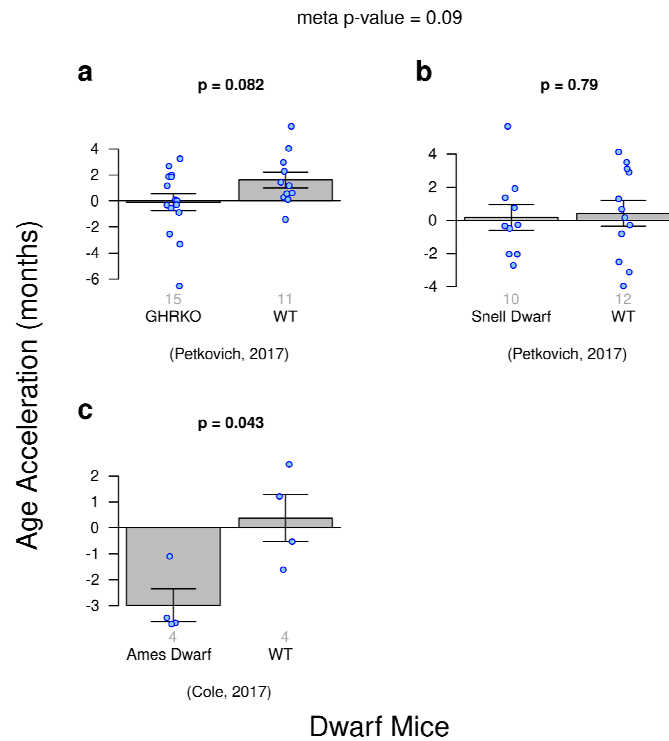 meta p-value = 0.09
a
p = 0.082
4
2
0
-2
-4
-6
15
11
GHRKO
WT
(Petkovich, 2017)
b
p = 0.79
4
2
0
-2
-4
10
12
Snell Dwarf
WT
(Petkovich, 2017)
Age Acceleration (months)
c
p = 0.043
2
1
0
-1
-2
-3
4
4
Ames Dwarf
WT
(Cole, 2017)
Dwarf Mice